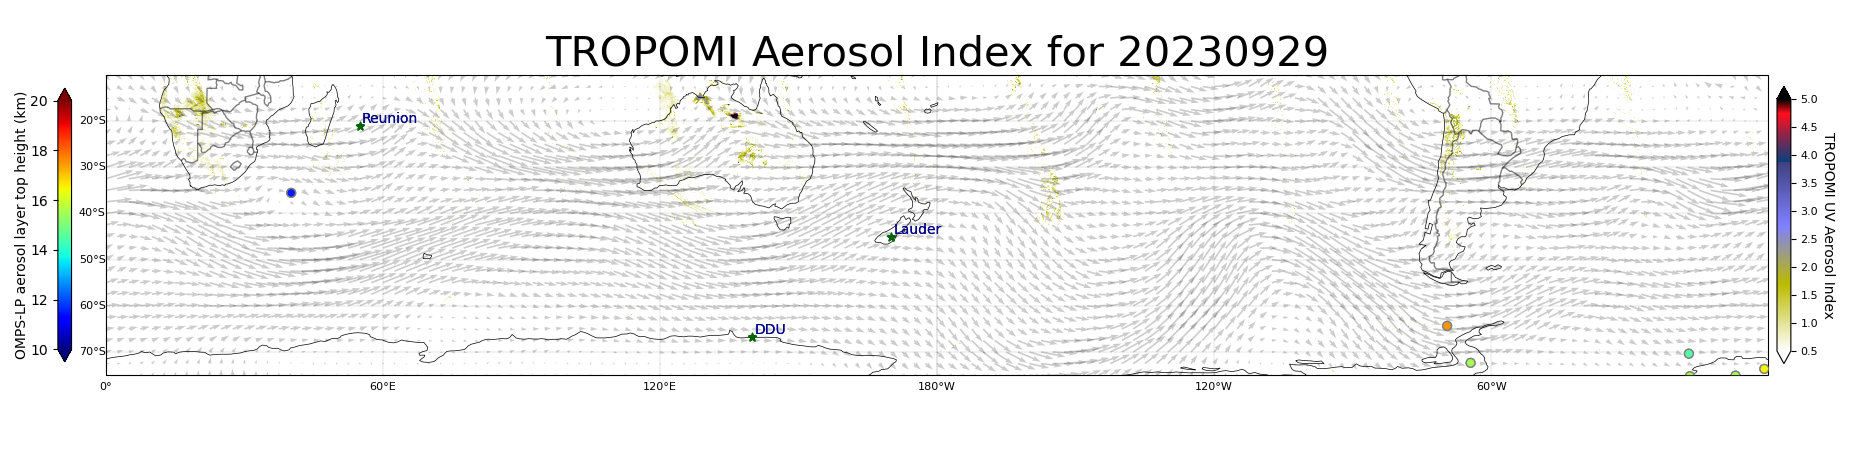 TROPOMI Aerosol Index for 20230929
OMPS-LP aerosol layer top height (km)
20
18
16
14
12
10
20°S
30°S
40°S
50°S
60°S
70°S
0°
60°E
120°E
180°W
120°W
60°W
Reunion
Lauder
DDU
5.0
4.5
4.0
3.5
3.0
2.5
2.0
1.5
1.0
0.5
TROPOMI UV Aerosol Index